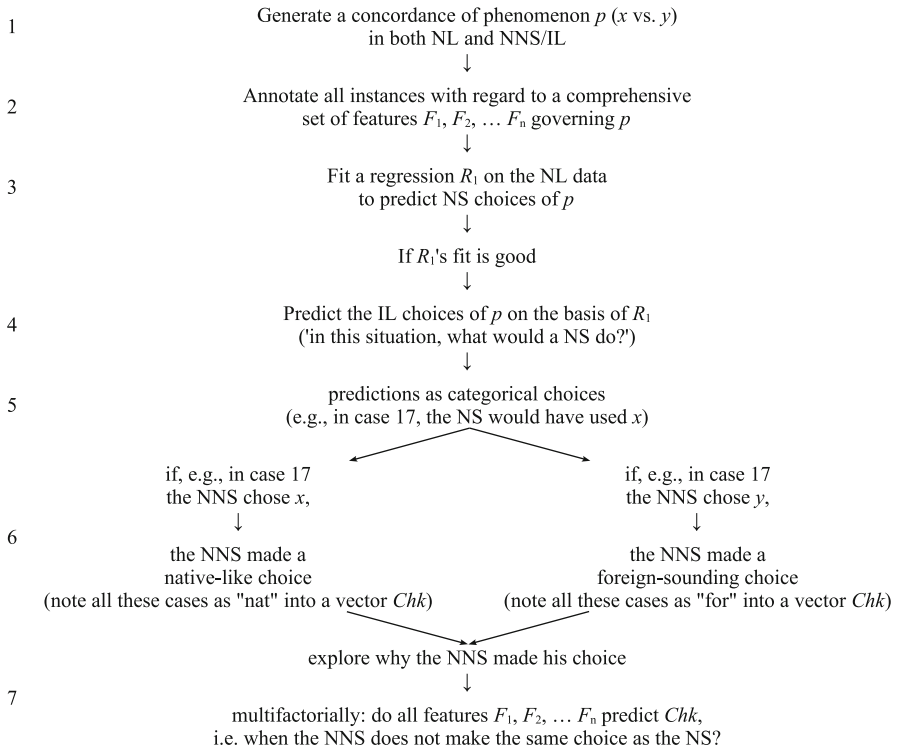 1
Generate a concordance of phenomenon p (x vs. y)
in both NL and NNS/IL
↓
2
Annotate all instances with regard to a comprehensive
set of features F1, F2, … Fn governing p
↓
3
Fit a regression R1 on the NL data
to predict NS choices of p
↓
If R1's fit is good
↓
4
Predict the IL choices of p on the basis of R1
('in this situation, what would a NS do?')
↓
5
predictions as categorical choices
(e.g., in case 17, the NS would have used x)
if, e.g., in case 17
the NNS chose x,
↓
if, e.g., in case 17
the NNS chose y,
↓
6
the NNS made a
native-like choice
(note all these cases as "nat" into a vector Chk)
the NNS made a
foreign-sounding choice
(note all these cases as "for" into a vector Chk)
explore why the NNS made his choice
↓
7
multifactorially: do all features F1, F2, … Fn predict Chk,
i.e. when the NNS does not make the same choice as the NS?